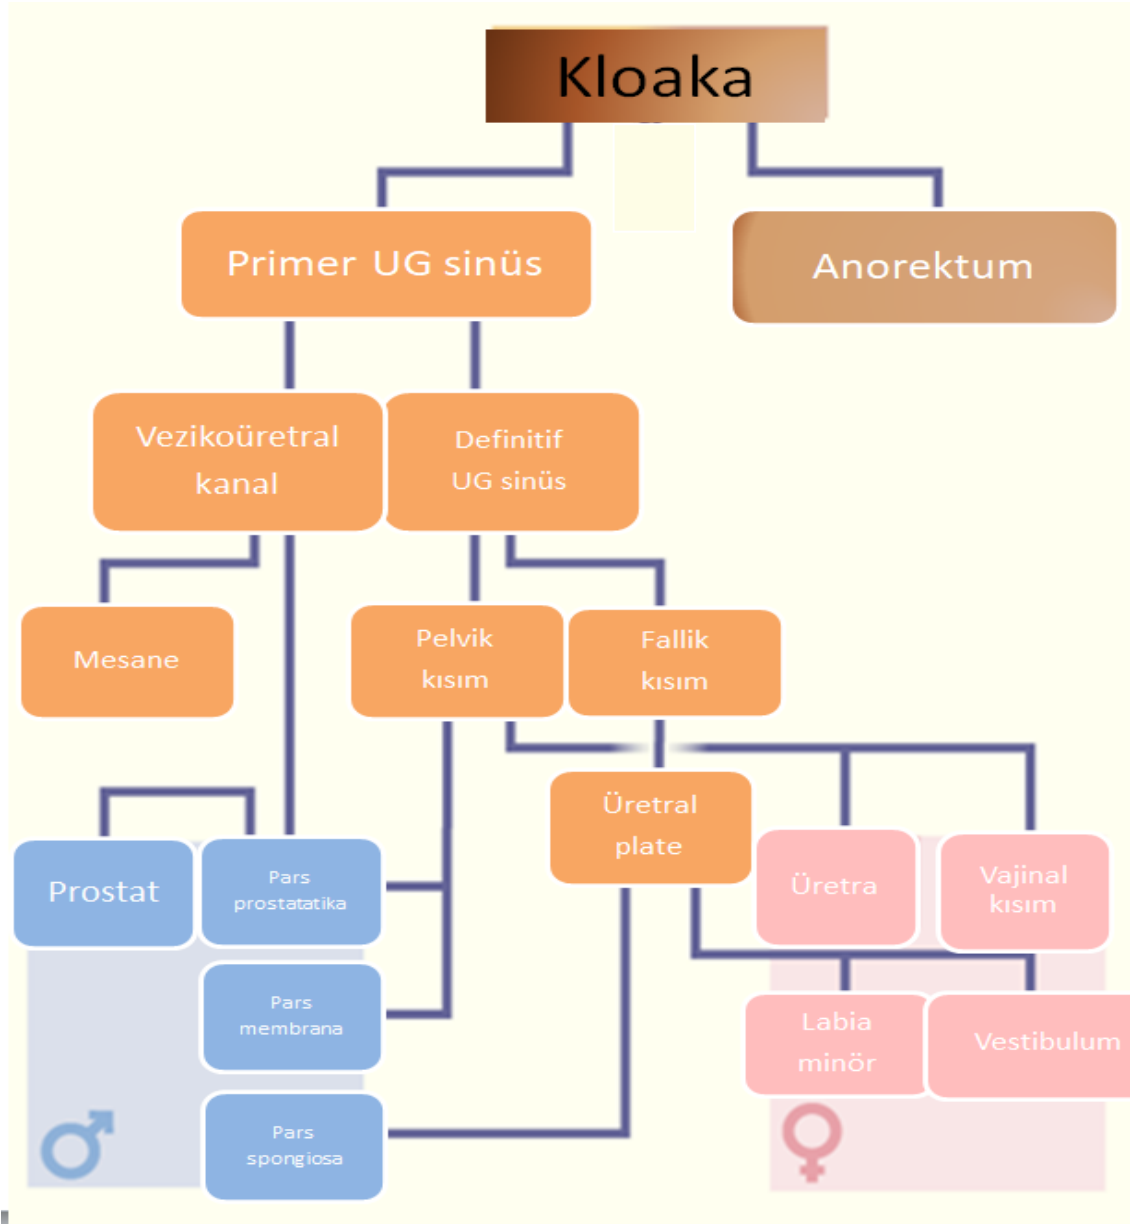 Kloaka
Primer UG sinüs
Anorektum
Vezikoüretral
kanal
Definitif
UG sinüs
Mesane
Pelvik
kısım
Fallik
kısım
Üretral
plate
Prostat
Pars
prostatatika
Üretra
Vajinal
kısım
Pars
membrana
Labia
minör
Vestibulum
Pars
spongiosa